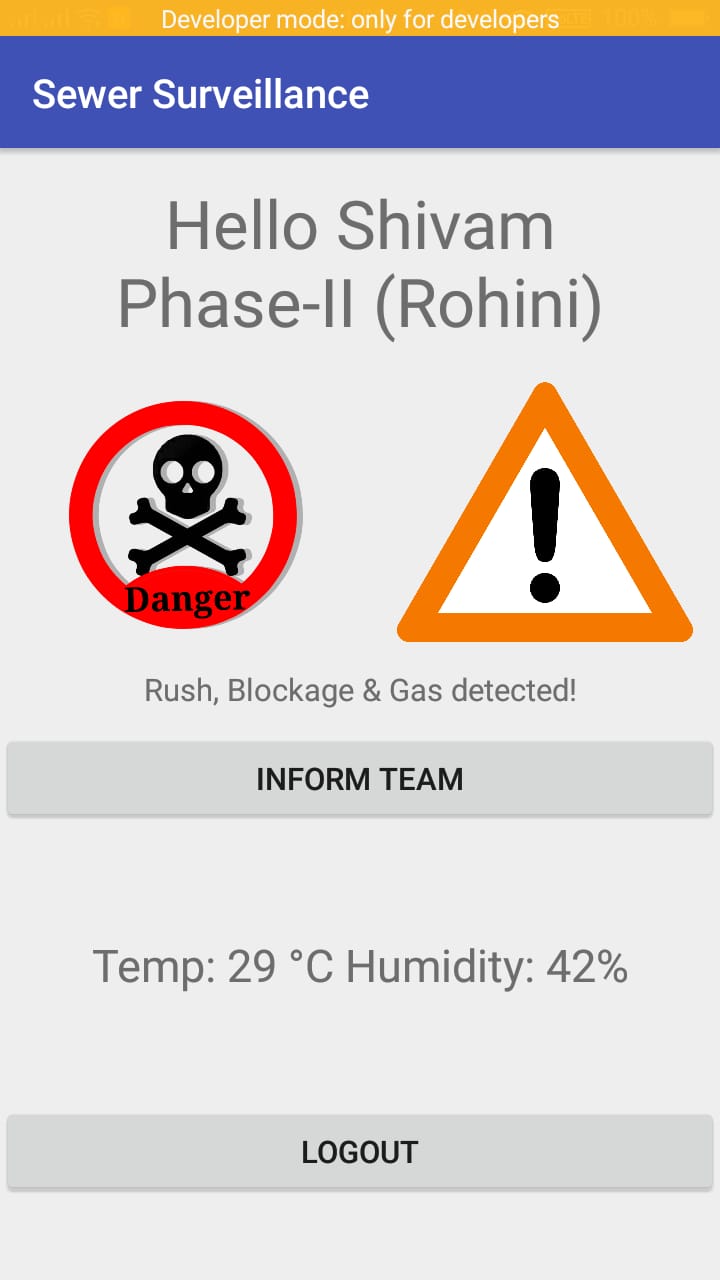 Developer mode: only for developers
100%
Sewer Surveillance
Hello Shivam
Phase-II (Rohini)
Danger
Rush, Blockage & Gas detected!
INFORM TEAM
Temp: 29 °C Humidity: 42%
LOGOUT